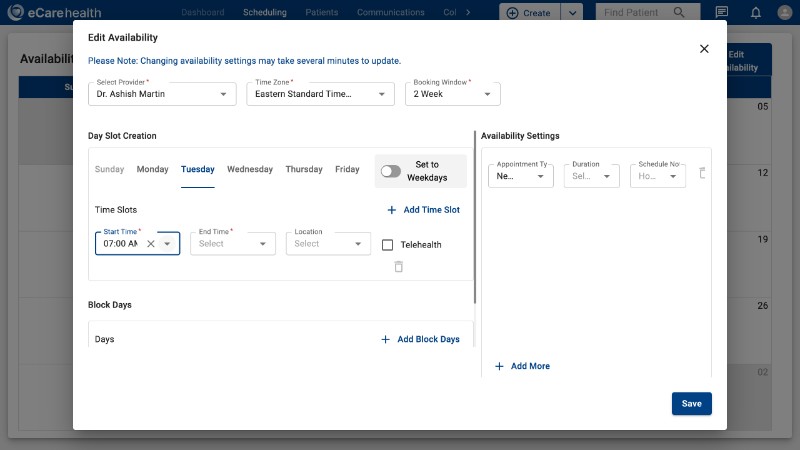 eCarehealth
Dashboard Scheduling Patients Communications
Create
Find Patient
Edit Availability
Please Note: Changing availability settings may take several minutes to update.
Select Provider *
Dr. Ashish Martin
Time Zone *
Eastern Standard Time...
Booking Window *
2 Week
Day Slot Creation
Sunday Monday Tuesday Wednesday Thursday Friday
Set to
Weekdays
Time Slots
Add Time Slot
Start Time *
07:00 AM
End Time *
Select
Location
Select
Telehealth
Block Days
Days
Add Block Days
Availability Settings
Appointment Ty
Ne...
Duration
Sel...
Schedule No
Ho...
Add More
Save
Edit
05
12
19
26
02